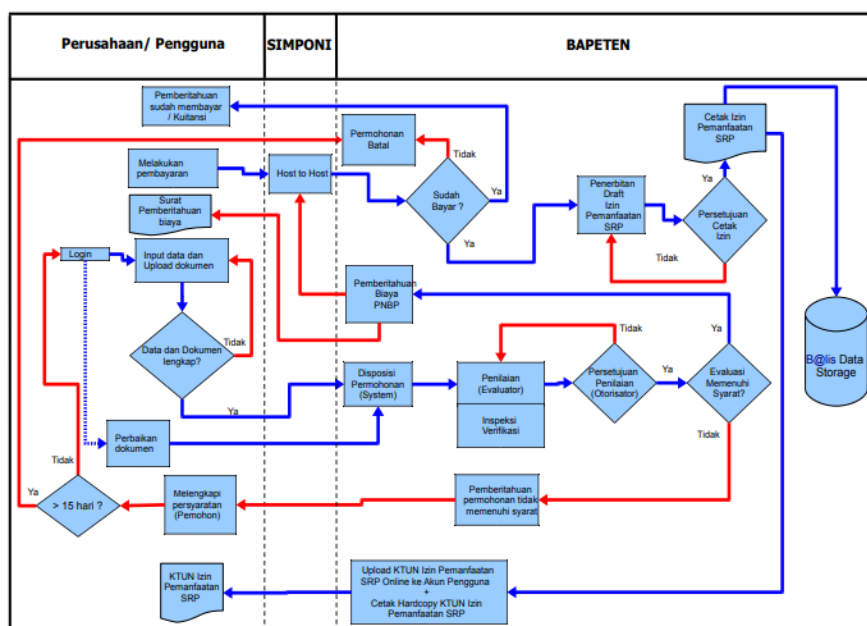 Perusahaan/ Pengguna
SIMPONI
BAPETEN
Pemberitahuan
sudah membayar
/ Kuitansi
Permohonan
Batal
Tidak
Cetak Izin
Pemanfaatan
SRP
Melakukan
pembayaran
Host to Host
Sudah
Bayar ?
Ya
Ya
Penerbitan
Draft
Izin
Pemanfaatan
SRP
Ya
Persetujuan
Cetak
Izin
Tidak
Surat
Pemberitahuan
biaya
Login
Input data dan
Upload dokumen
Pemberitahuan
Biaya
PNBP
Data dan Dokumen
lengkap?
Tidak
Ya
Disposisi
Permohonan
(System)
Penilaian
(Evaluator)
Inspeksi
Verifikasi
Tidak
Persetujuan
Penilaian
(Otorisator)
Ya
Ya
Evaluasi
Memenuhi
Syarat?
Tidak
B@lis Data
Storage
Perbaikan
dokumen
Tidak
Ya
> 15 hari ?
Melengkapi
persyaratan
(Pemohon)
Pemberitahuan
permohonan tidak
memenuhi syarat
KTUN Izin
Pemanfaatan
SRP
Upload KTUN Izin Pemanfaatan
SRP Online ke Akun Pengguna
+
Cetak Hardcopy KTUN Izin
Pemanfaatan SRP